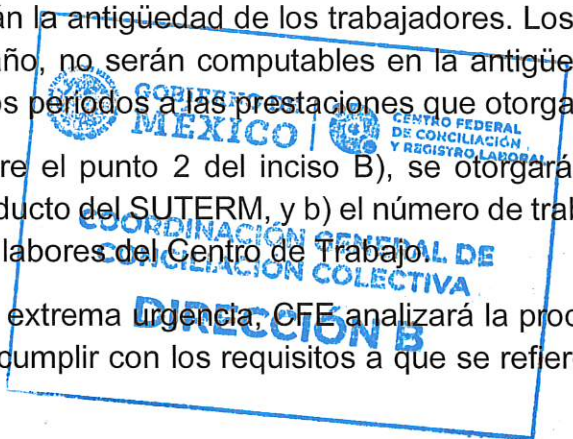 án la antigüedad de los trabajadores. Los
año, no serán computables en la antigüe
os periodos a las prestaciones que otorga
GOBIERNO DE
MÉXICO
CENTRO FEDERAL
DE CONCILIACIÓN
Y REGISTRO LABORAL
re el punto 2 del inciso B), se otorgará
ducto del SUTERM, y b) el número de trab
COORDINACIÓN GENERAL DE
labores del Centro de Trabajo.
CONCILIACIÓN COLECTIVA
extrema urgencia, CFE analizará la proc
DIRECCIÓN B
cumplir con los requisitos a que se refiere